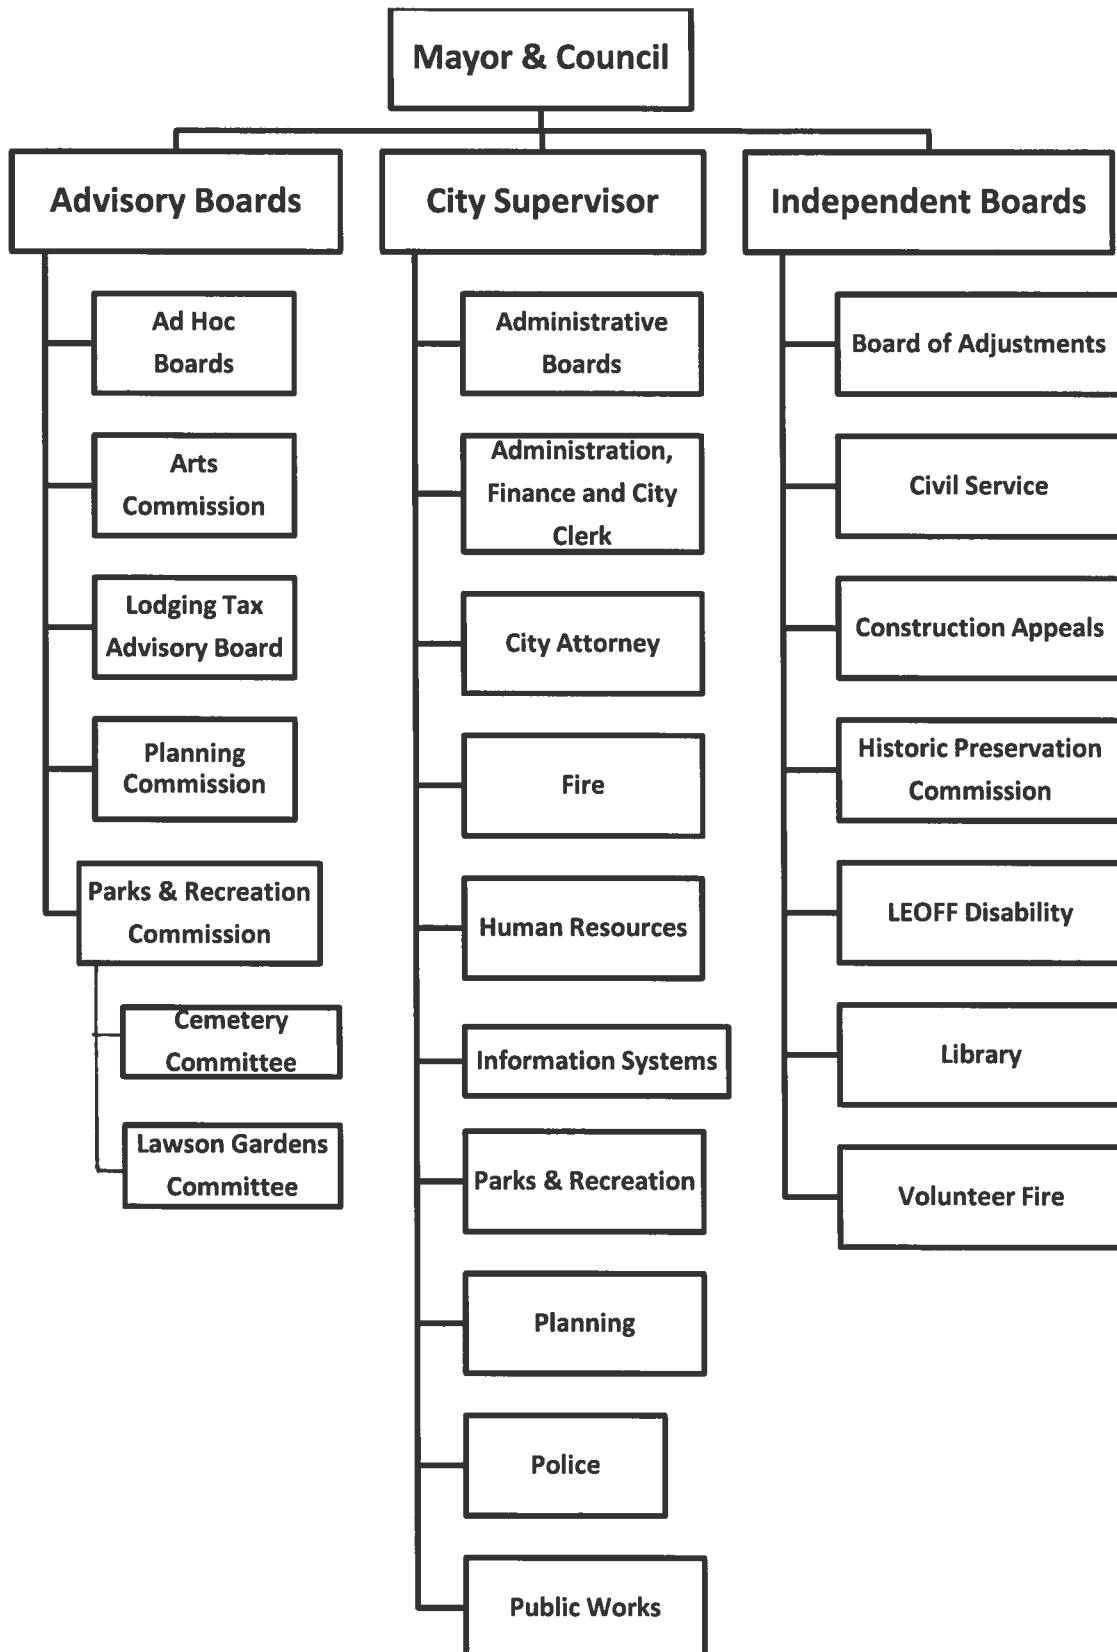 Mayor & Council
Advisory Boards
Ad Hoc
Boards
Arts
Commission
Lodging Tax
Advisory Board
Planning
Commission
Parks & Recreation
Commission
Cemetery
Committee
Lawson Gardens
Committee
City Supervisor
Administrative
Boards
Administration,
Finance and City
Clerk
City Attorney
Fire
Human Resources
Information Systems
Parks & Recreation
Planning
Police
Public Works
Independent Boards
Board of Adjustments
Civil Service
Construction Appeals
Historic Preservation
Commission
LEOFF Disability
Library
Volunteer Fire